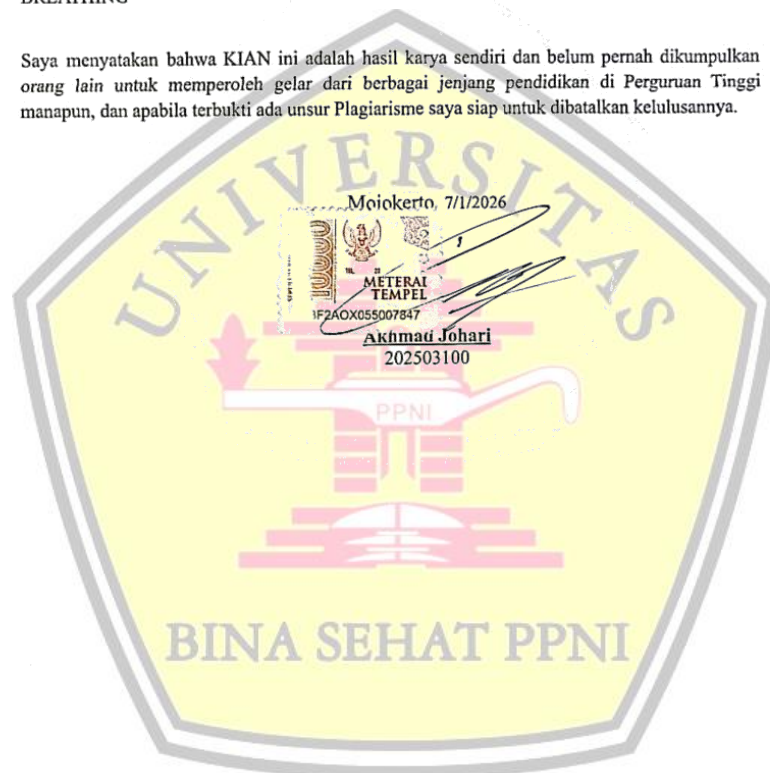 Saya menyatakan bahwa KIAN ini adalah hasil karya sendiri dan belum pernah dikumpulkan
orang lain untuk memperoleh gelar dari berbagai jenjang pendidikan di Perguruan Tinggi
manapun, dan apabila terbukti ada unsur Plagiarisme saya siap untuk dibatalkan kelulusannya.
UNIVERSITAS
Mojokerto, 7/1/2026
10000
METERAI
TEMPEL
F2AOX055007847
Akhmad Johari
202503100
PPNI
BINA SEHAT PPNI